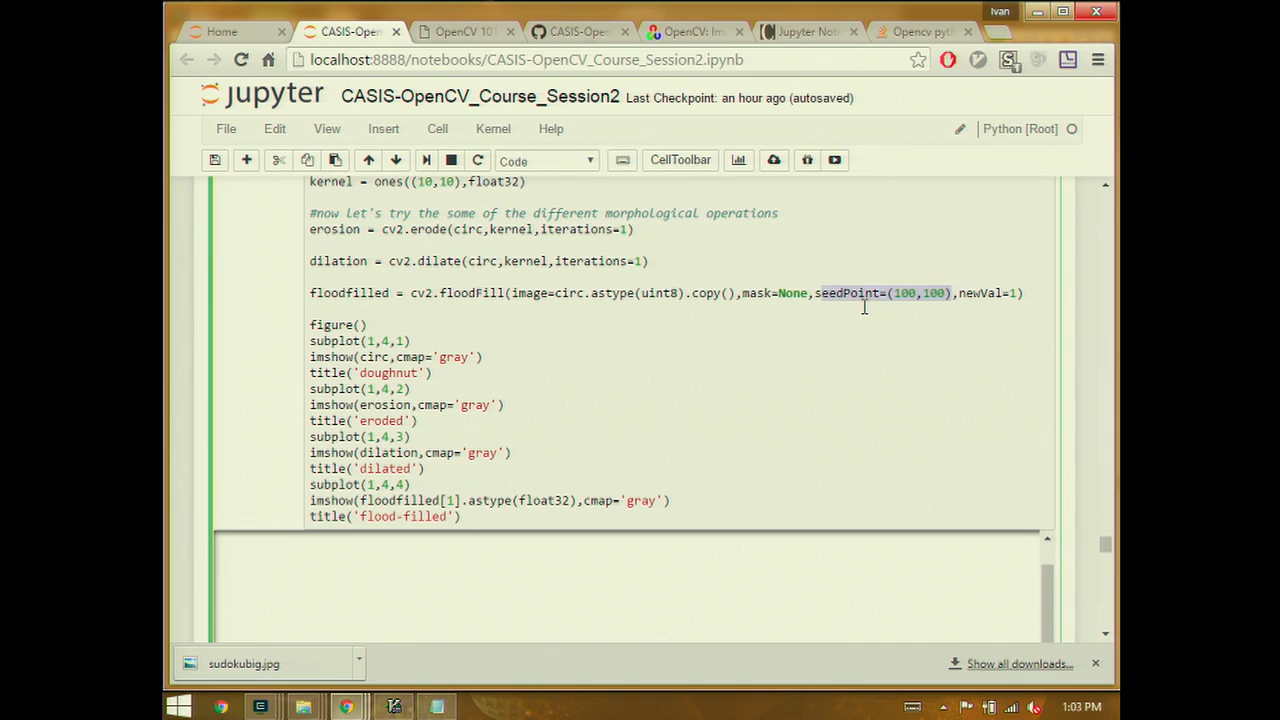 Ivan
Home
CASIS-Open
OpenCV 101
CASIS-Open
OpenCV: Im
Jupyter Not
Opencv pyth
localhost:8888/notebooks/CASIS-OpenCV_Course_Session2.ipynb
jupyter CASIS-OpenCV_Course_Session2 Last Checkpoint: an hour ago (autosaved)
File Edit View Insert Cell Kernel Help Python [Root]
Code CellToolbar
kernel = ones((10,10),float32)
#now let's try the some of the different morphological operations
erosion = cv2.erode(circ,kernel,iterations=1)
dilation = cv2.dilate(circ,kernel,iterations=1)
floodfilled = cv2.floodFill(image=circ.astype(uint8).copy(),mask=None,seedPoint=(100,100),newVal=1)
figure()
subplot(1,4,1)
imshow(circ,cmap='gray')
title('doughnut')
subplot(1,4,2)
imshow(erosion,cmap='gray')
title('eroded')
subplot(1,4,3)
imshow(dilation,cmap='gray')
title('dilated')
subplot(1,4,4)
imshow(floodfilled[1].astype(float32),cmap='gray')
title('flood-filled')
sudokubig.jpg
Show all downloads...
1:03 PM